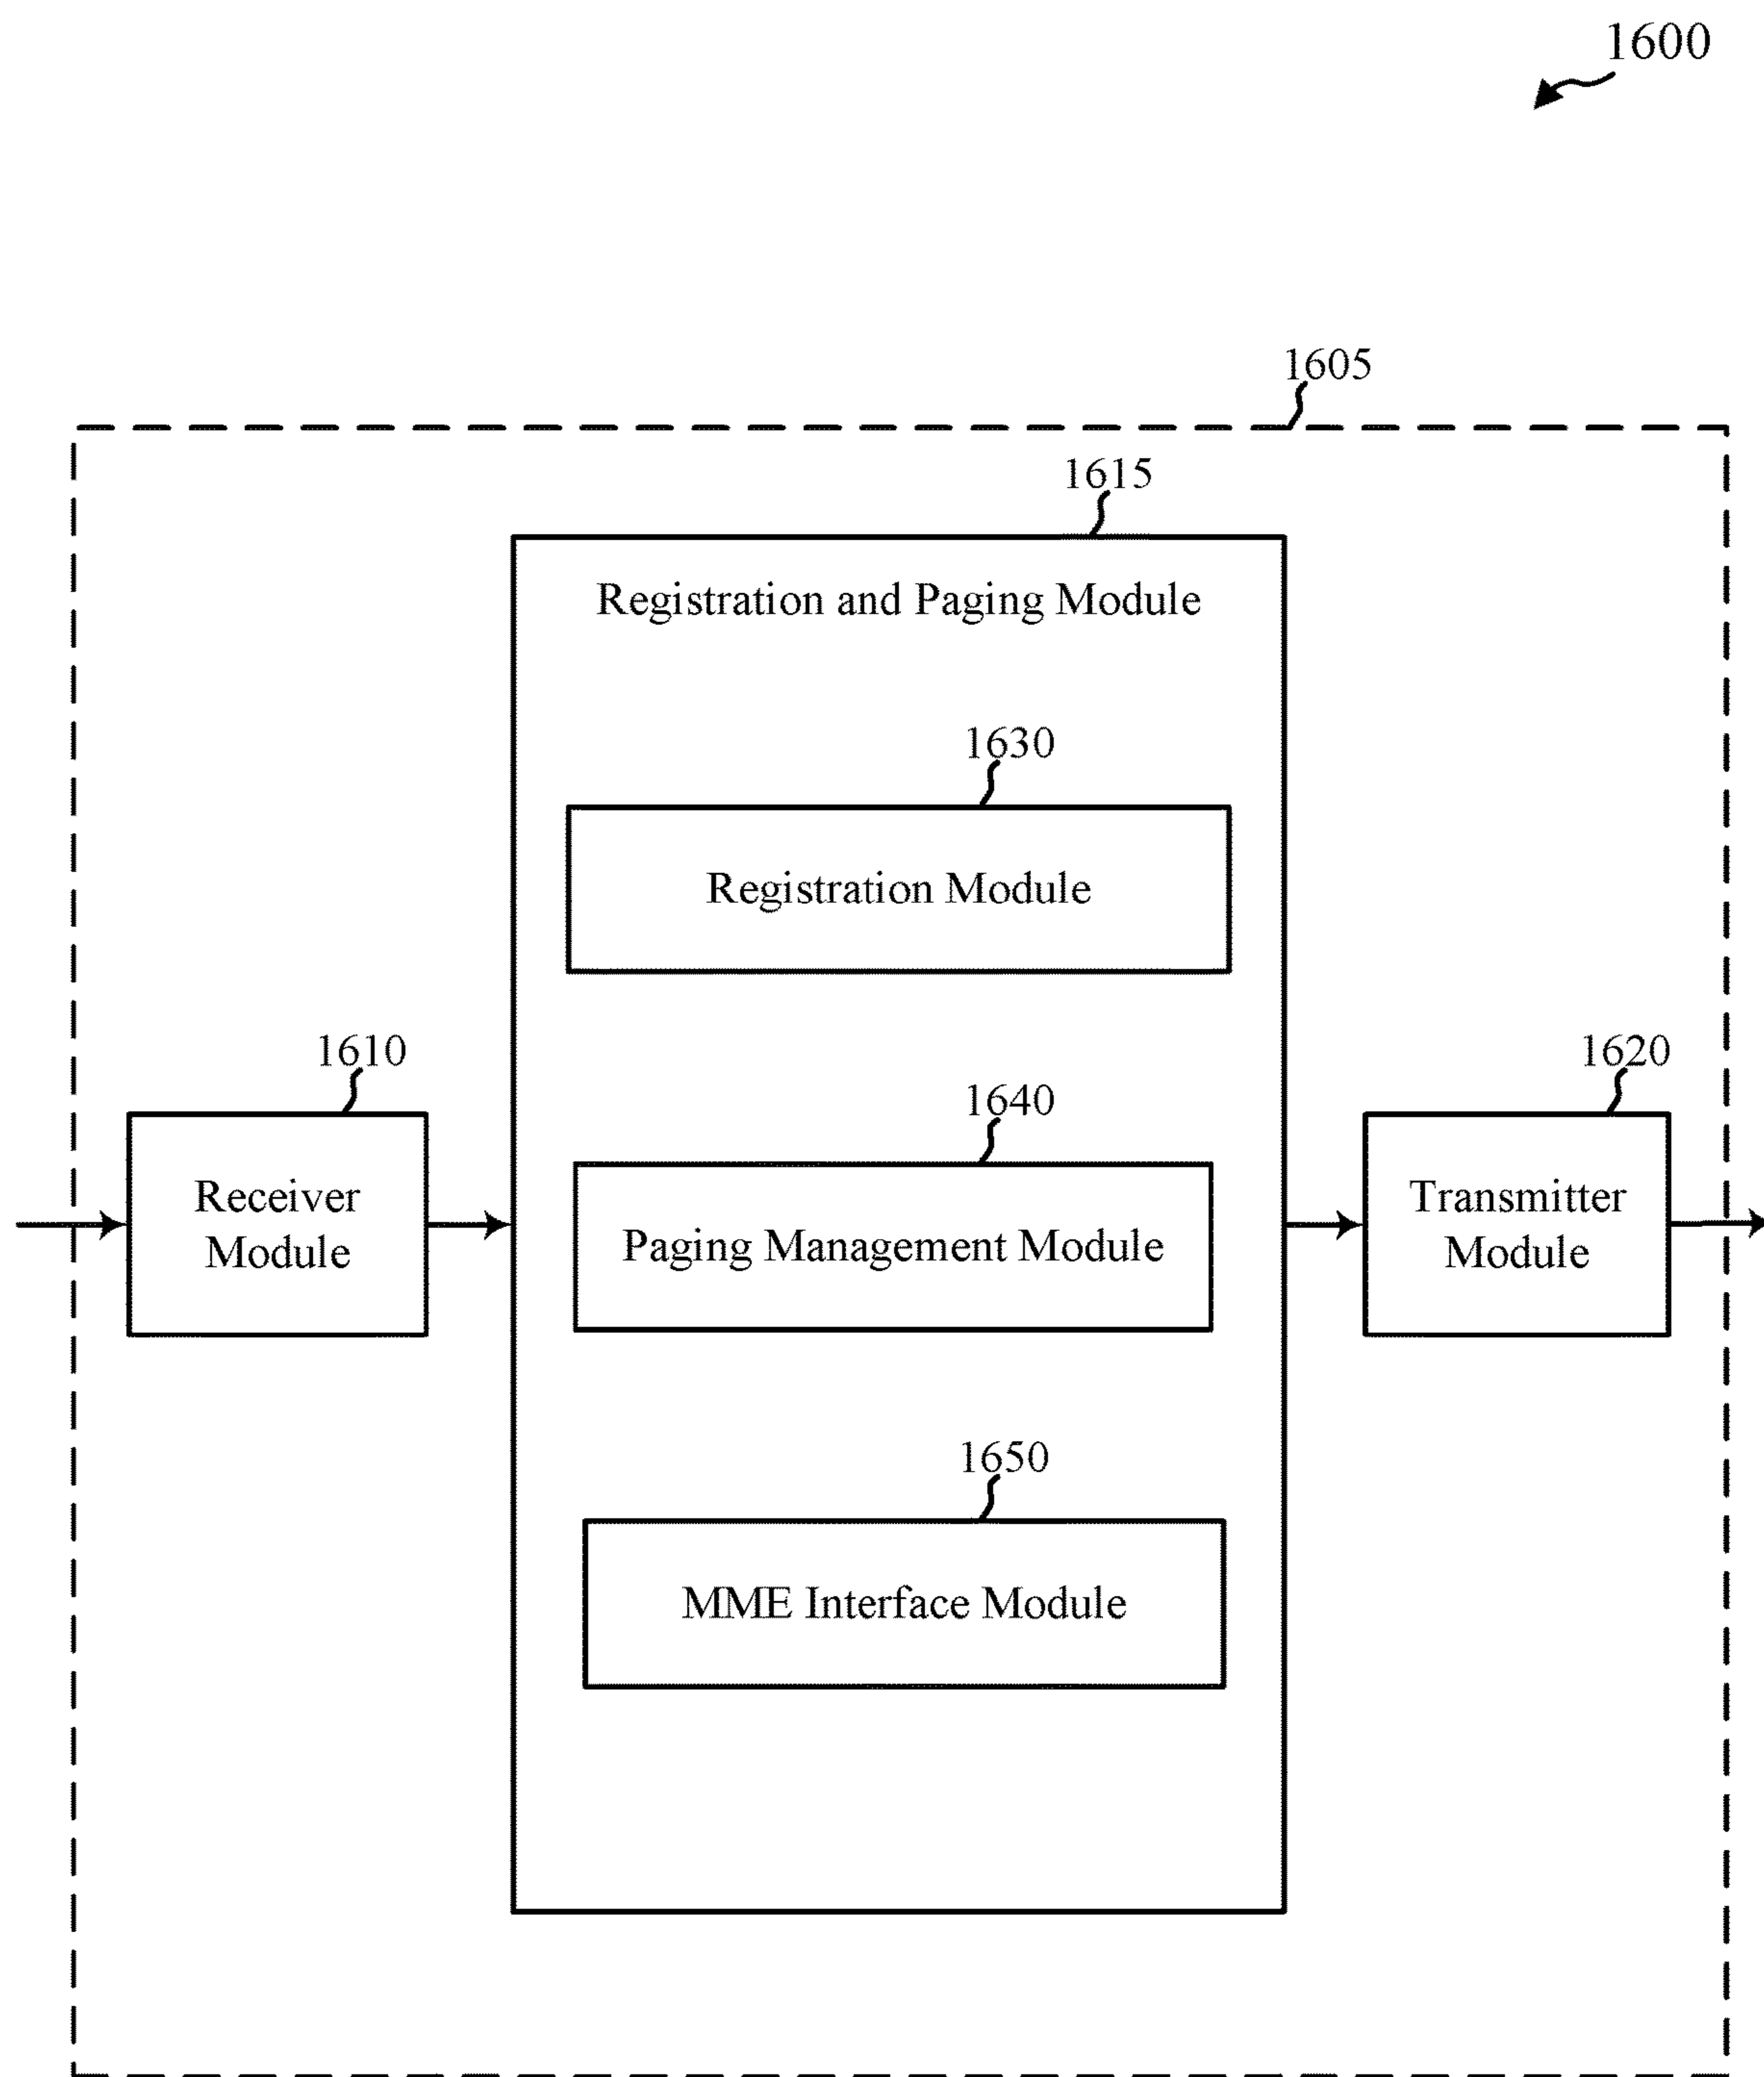 1600
1605
1615
Registration and Paging Module
1630
Registration Module
1610
1620
1640
Receiver
Module
Paging Management Module
Transmitter
Module
1650
MME Interface Module